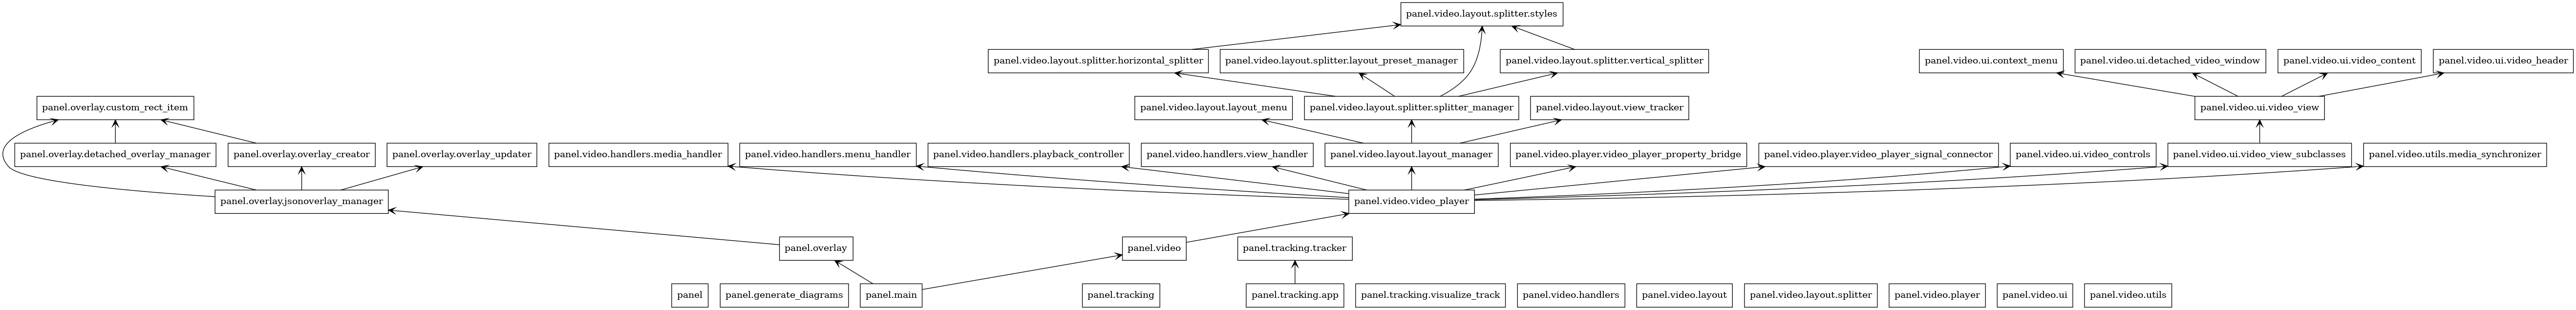 panel.video.layout.splitter.styles
panel.video.layout.splitter.horizontal_splitter
panel.video.layout.splitter.layout_preset_manager
panel.video.layout.splitter.vertical_splitter
panel.video.ui.context_menu
panel.video.ui.detached_video_window
panel.video.ui.video_content
panel.video.ui.video_header
panel.overlay.custom_rect_item
panel.video.layout.layout_menu
panel.video.layout.splitter.splitter_manager
panel.video.layout.view_tracker
panel.video.ui.video_view
panel.overlay.detached_overlay_manager
panel.overlay.overlay_creator
panel.overlay.overlay_updater
panel.video.handlers.media_handler
panel.video.handlers.menu_handler
panel.video.handlers.playback_controller
panel.video.handlers.view_handler
panel.video.layout.layout_manager
panel.video.player.video_player_property_bridge
panel.video.player.video_player_signal_connector
panel.video.ui.video_controls
panel.video.ui.video_view_subclasses
panel.video.utils.media_synchronizer
panel.overlay.jsonoverlay_manager
panel.video.video_player
panel.overlay
panel.video
panel.tracking.tracker
panel
panel.generate_diagrams
panel.main
panel.tracking
panel.tracking.app
panel.tracking.visualize_track
panel.video.handlers
panel.video.layout
panel.video.layout.splitter
panel.video.player
panel.video.ui
panel.video.utils